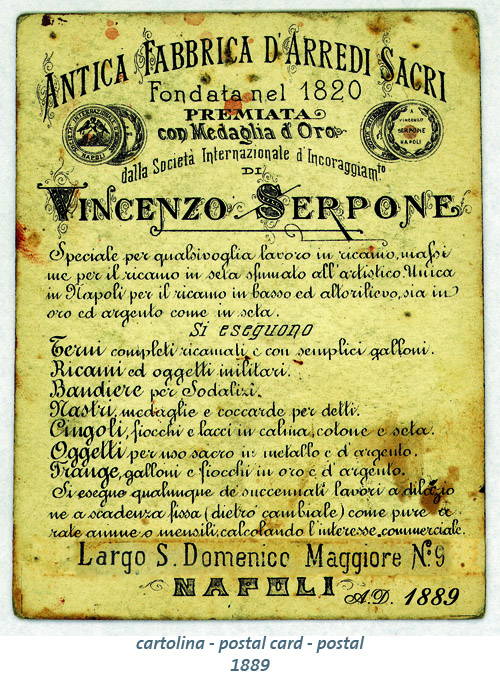 ANTICA FABBRICA D'ARREDI SACRI
Fondata nel 1820
PREMIATA
con Medaglia d'Oro
dalla Società Internazionale d'Incoraggiamto
DI
VINCENZO SERPONE
A
VINCENZO
SERPONE
NAPOLI
NAPOLI
Speciale per qualsivoglia lavoro in ricamo, massi
me per il ricamo in seta sfumato all'artistico. Unica
in Napoli per il ricamo in basso ed altorilievo, sia in
oro ed argento come in seta.
Si eseguono
Terni completi ricamati e con semplici galloni.
Ricami ed oggetti militari.
Bandiere per Sodalizi.
Nastri, medaglie e coccarde per detti.
Cingoli, fiocchi e lacci in calina, cotone e seta.
Oggetti per uso sacro in metallo e d'argento.
Frange, galloni e fiocchi in oro e d'argento.
Si esegue qualunque de' succennati lavori a dilazio
ne a scadenza fissa (dietro cambiale) come pure a
rate annue o mensili, calcolando l'interesse commerciale.
Largo S. Domenico Maggiore N.º 9
NAPOLI
A.D. 1889
cartolina - postal card - postal
1889